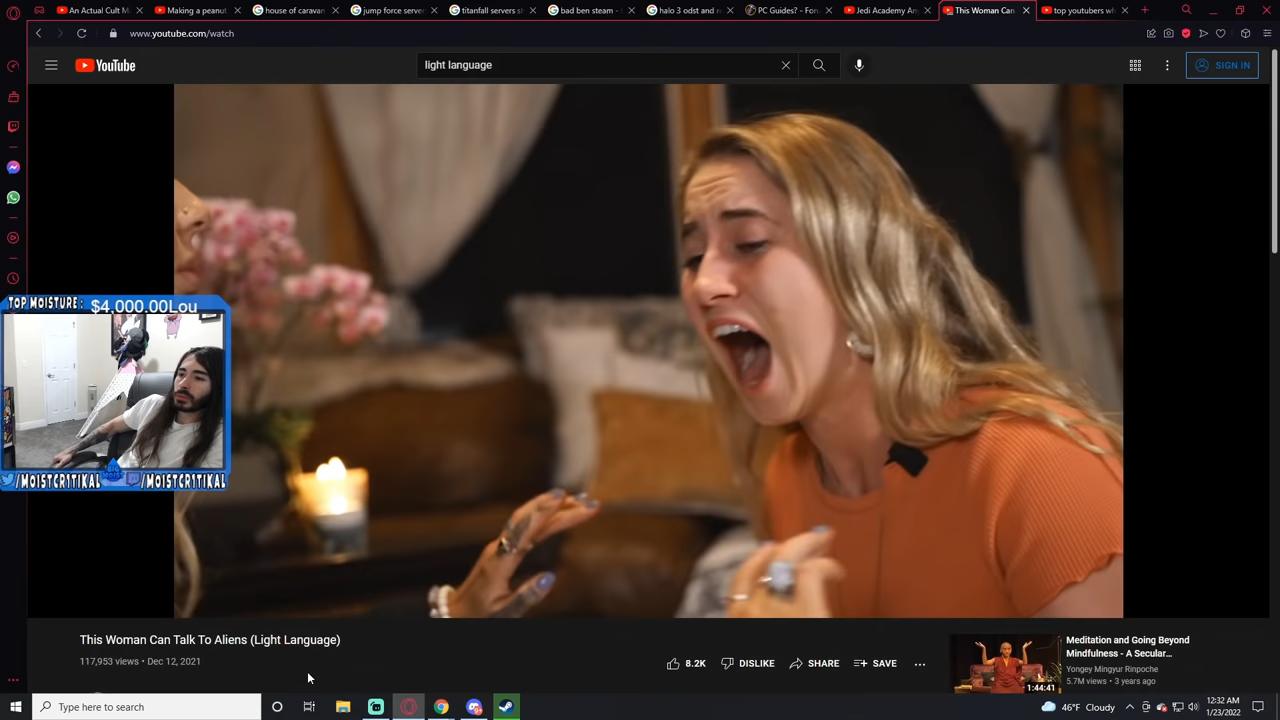 An Actual Cult M
Making a peanut
house of caravan
jump force server
titanfall servers sh
bad ben steam -
halo 3 odst and re
PC Guides? - For
Jedi Academy An
This Woman Can
top youtubers wh
www.youtube.com/watch
YouTube
light language
SIGN IN
TOP MOISTURE: $4,000.00Lou
/MOISTCR1TIKAL
/MOISTCR1TIKAL
This Woman Can Talk To Aliens (Light Language)
117,953 views • Dec 12, 2021
8.2K
DISLIKE
SHARE
SAVE
Meditation and Going Beyond
Mindfulness - A Secular...
Yongey Mingyur Rinpoche
5.7M views • 3 years ago
1:44:41
Type here to search
46°F Cloudy
12:32 AM
1/23/2022